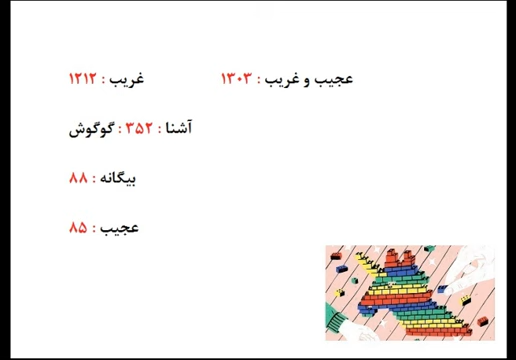 عجیب و غریب : ۱۳۰۳
غریب : ۱۲۱۲
آشنا : ۳۵۲ : گوگوش
بیگانه : ۸۸
عجیب : ۸۵